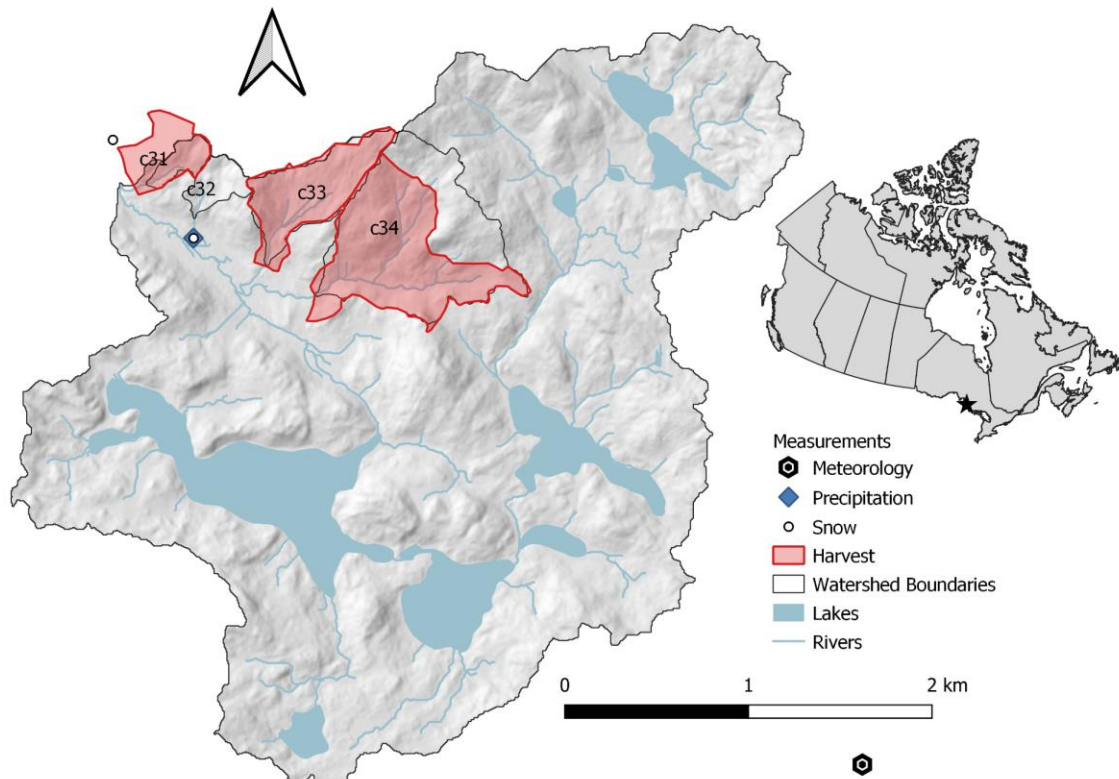 c31
c32
c33
c34
Measurements
Meteorology
Precipitation
Snow
Harvest
Watershed Boundaries
Lakes
Rivers
0 1 2 km